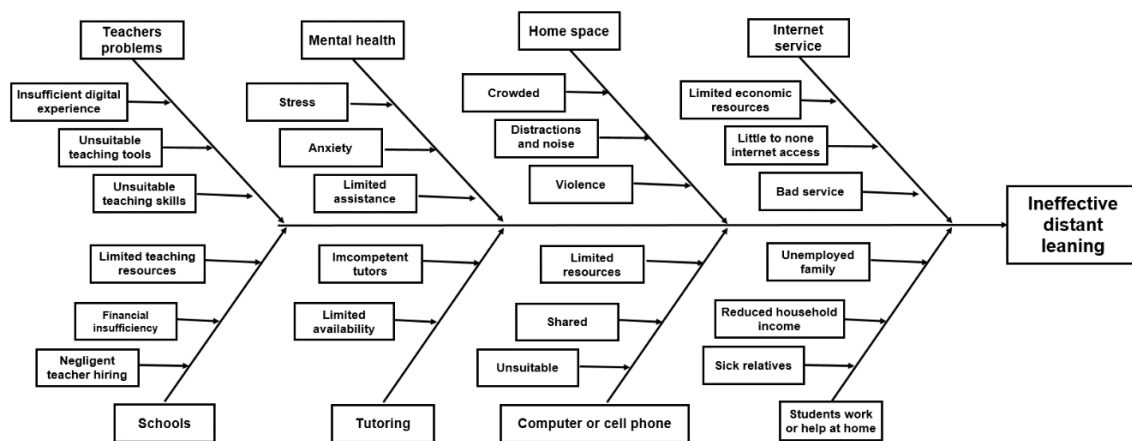 Teachers
problems
Mental health
Home space
Internet
service
Insufficient digital
experience
Unsuitable
teaching tools
Unsuitable
teaching skills
Stress
Anxiety
Limited
assistance
Crowded
Distractions
and noise
Violence
Limited economic
resources
Little to none
internet access
Bad service
Ineffective
distant
leaning
Limited teaching
resources
Financial
insufficiency
Negligent
teacher hiring
Imcompetent
tutors
Limited
availability
Limited
resources
Shared
Unsuitable
Unemployed
family
Reduced household
income
Sick relatives
Schools
Tutoring
Computer or cell phone
Students work
or help at home